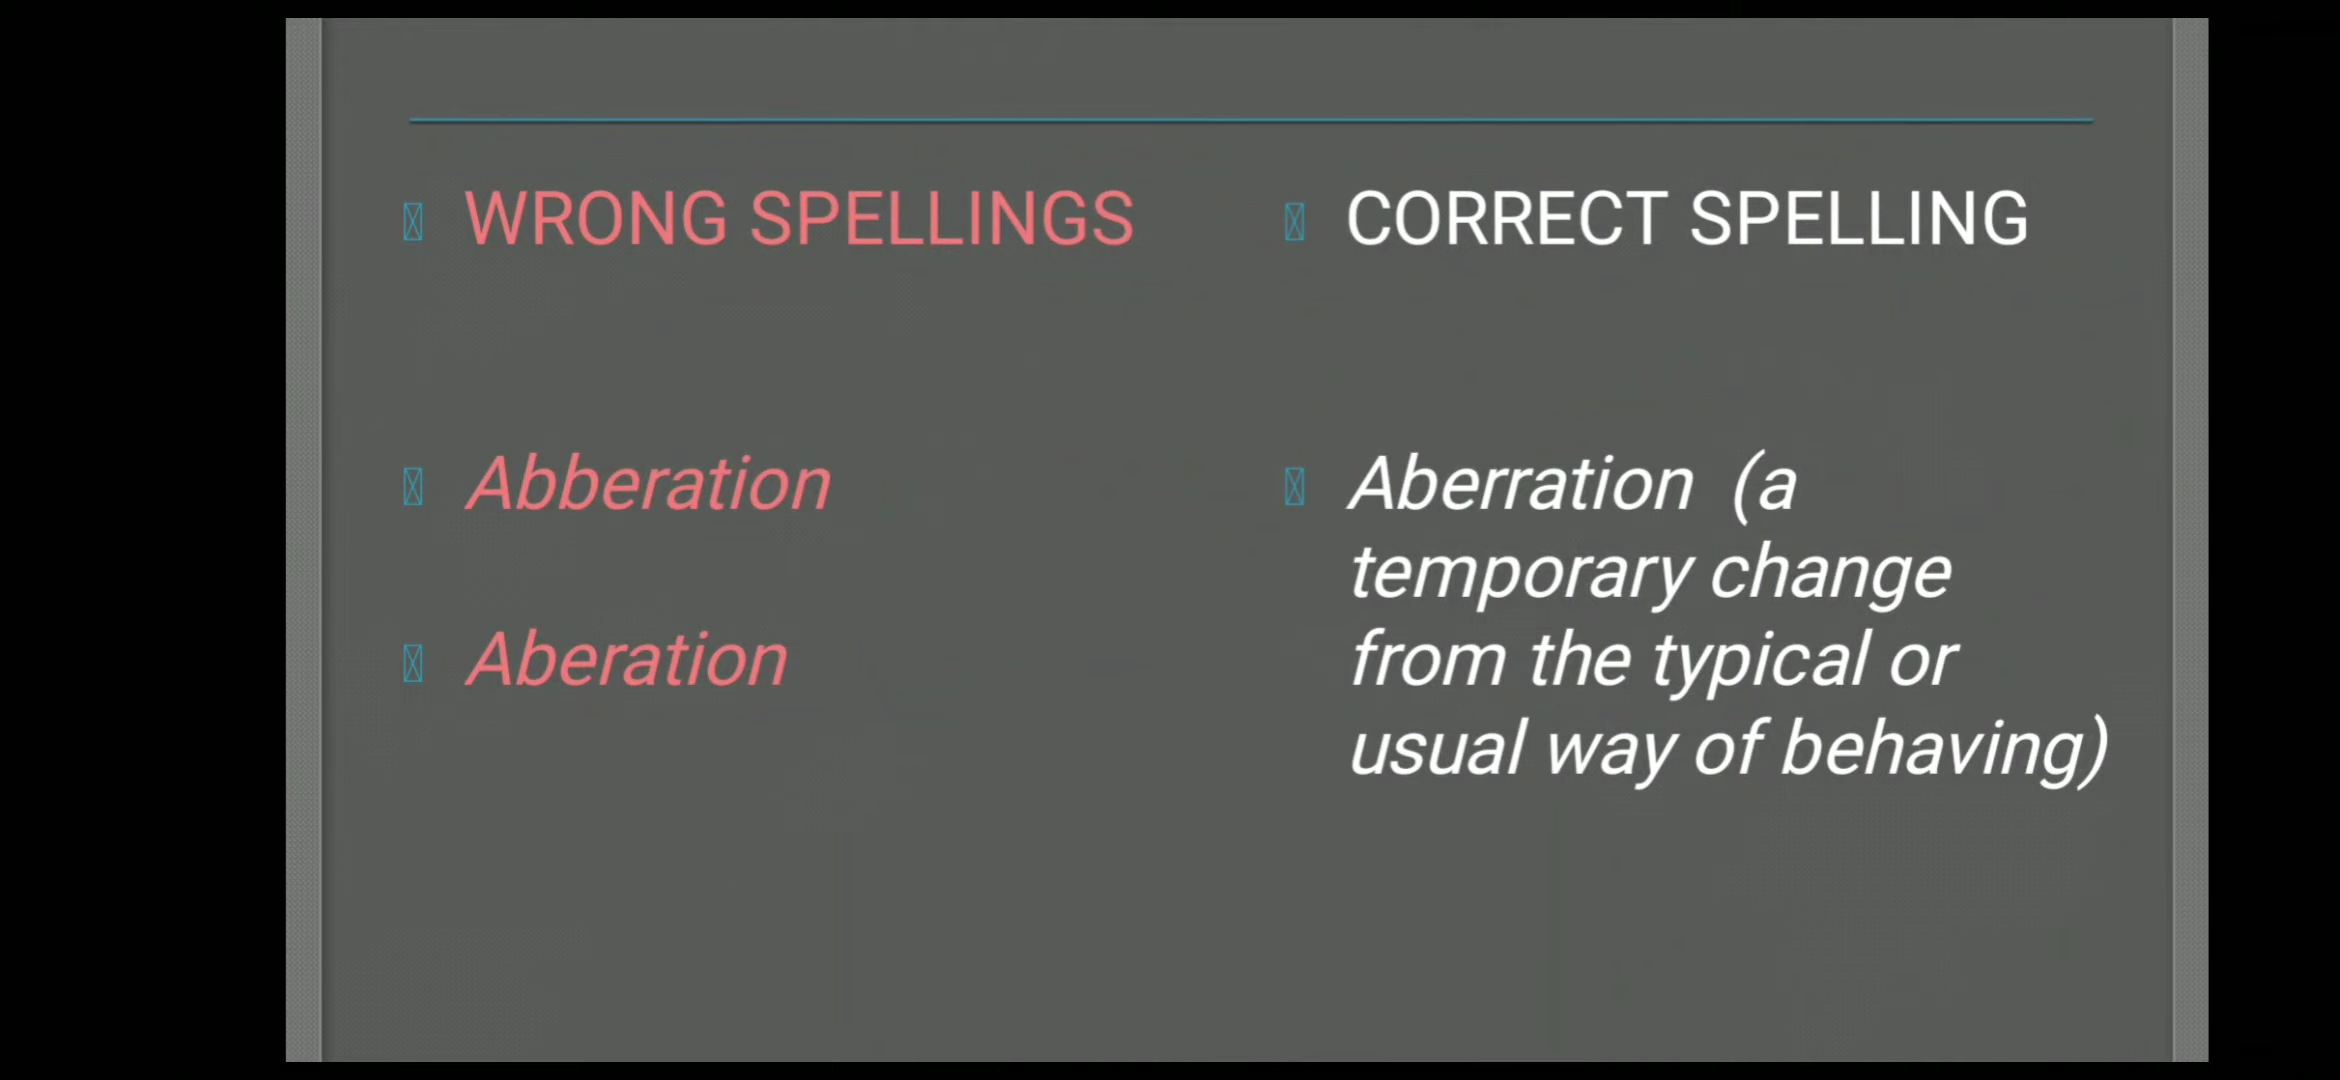 WRONG SPELLINGS
Abberation
Aberation
CORRECT SPELLING
Aberration (a
temporary change
from the typical or
usual way of behaving)